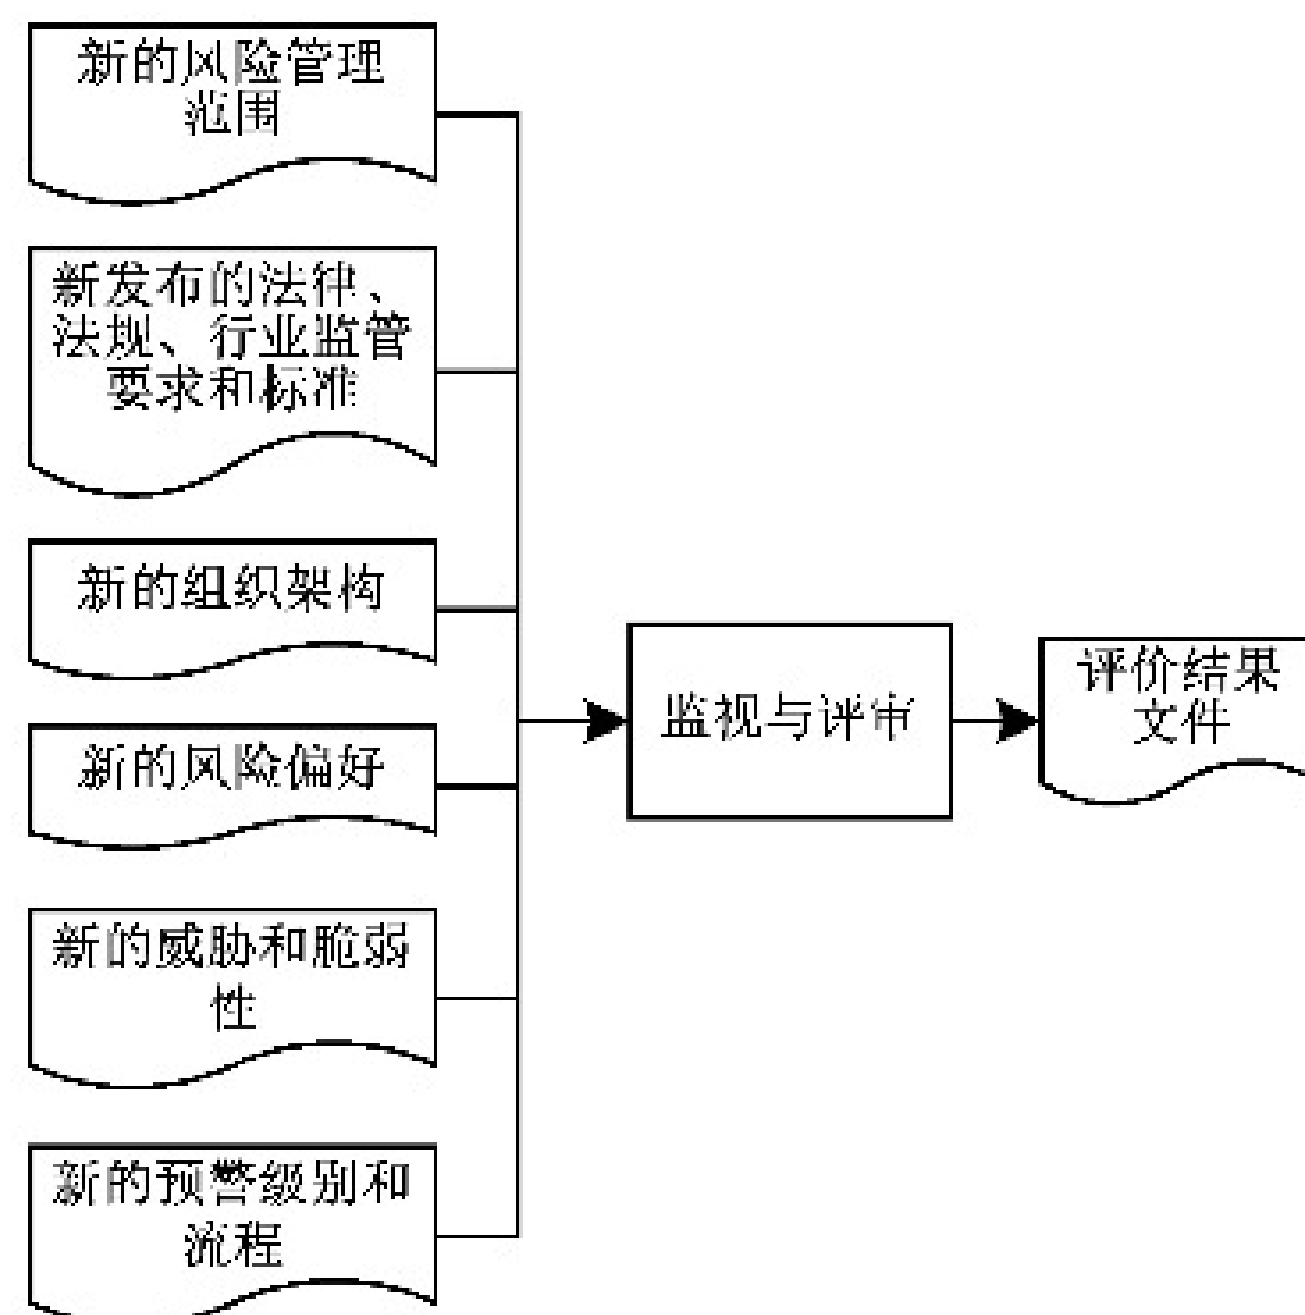 新的风险管理
范围
新发布的法律、
法规、行业监管
要求和标准
新的组织架构
新的风险偏好
新的威胁和脆弱
性
新的预警级别和
流程
监视与评审
评价结果
文件